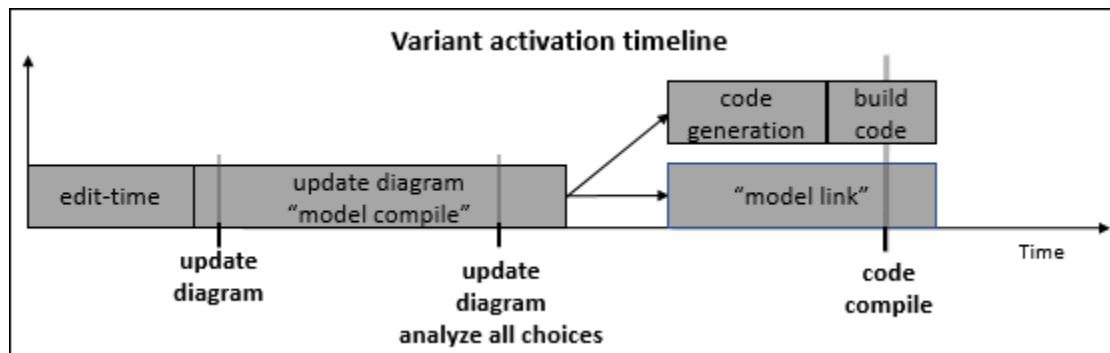 Variant activation timeline
code
generation
build
code
edit-time
update diagram
“model compile”
“model link”
Time
update
diagram
update
diagram
analyze all choices
code
compile